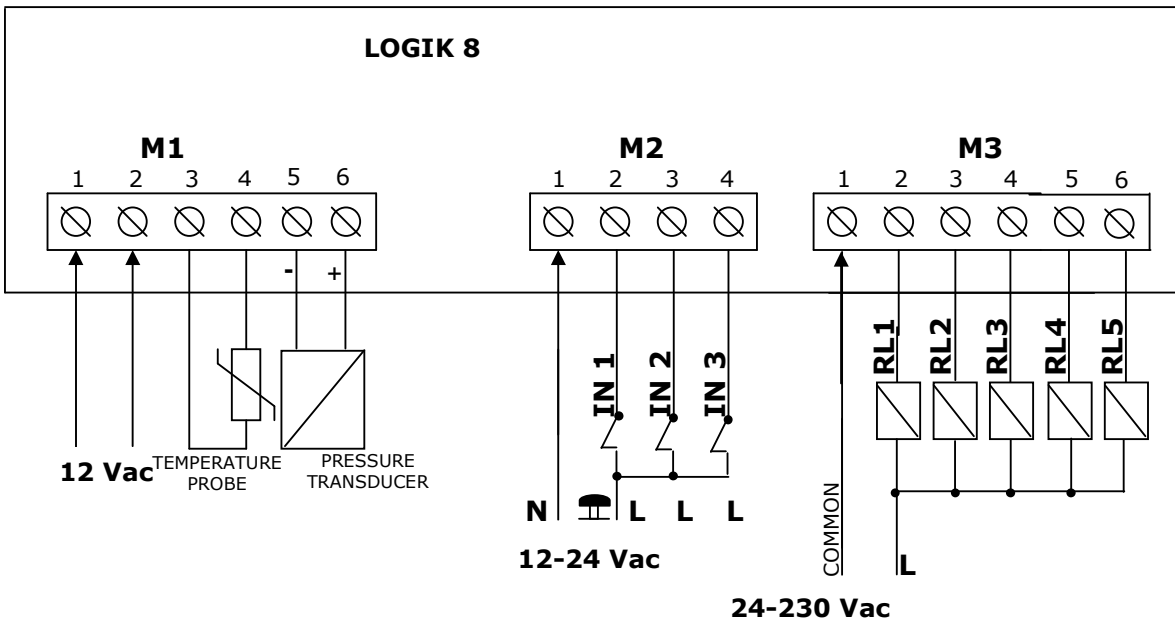 LOGIK 8
M1 M2 M3
1 2 3 4 5 6 1 2 3 4 1 2 3 4 5 6
- +
IN 1 IN 2 IN 3 RL1 RL2 RL3 RL4 RL5
12 Vac TEMPERATURE PROBE PRESSURE TRANSDUCER
N L L L
COMMON L
12-24 Vac
24-230 Vac